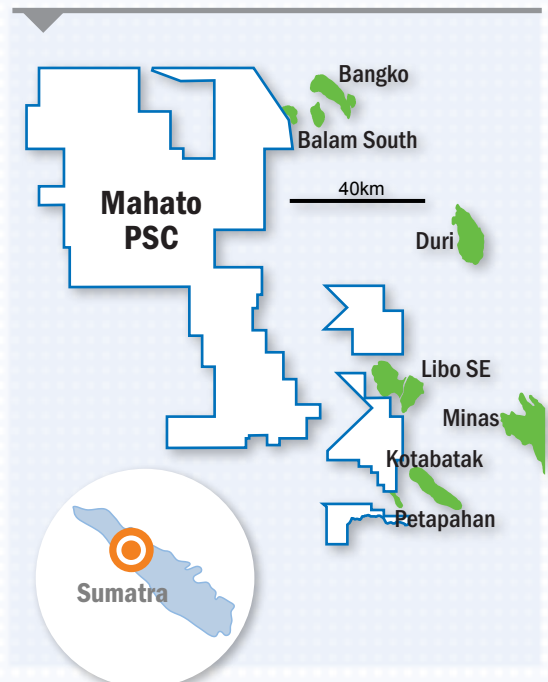 Bangko
Balam South
Mahato
PSC
40km
Duri
Libo SE
Minas
Kotabatak
Petapahan
Sumatra